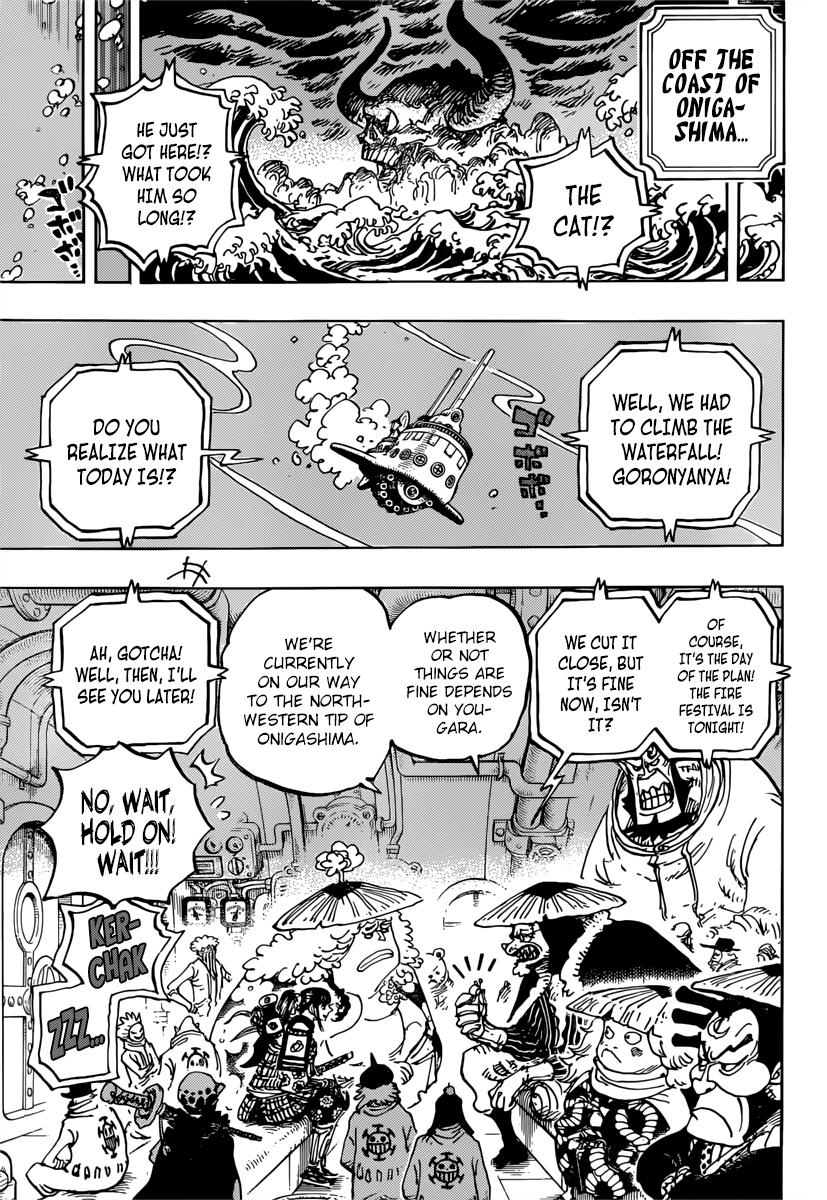 OFF THE
COAST OF
ONIGA-
SHIMA...
THE
CAT!?
HE JUST
GOT HERE!?
WHAT TOOK
HIM SO
LONG!?
WELL, WE HAD
TO CLIMB THE
WATERFALL!
GORONYANYA!
DO YOU
REALIZE WHAT
TODAY IS!?
OF
COURSE,
IT'S THE DAY
OF THE PLAN!
THE FIRE
FESTIVAL IS
TONIGHT!
WE CUT IT
CLOSE, BUT
IT'S FINE
NOW, ISN'T
IT?
WHETHER
OR NOT
THINGS ARE
FINE DEPENDS
ON YOU-
GARA.
WE'RE
CURRENTLY
ON OUR WAY
TO THE NORTH-
WESTERN TIP OF
ONIGASHIMA.
AH, GOTCHA!
WELL, THEN, I'LL
SEE YOU LATER!
NO, WAIT,
HOLD ON!
WAIT!!!
KER-
CHAK
ZZZ...